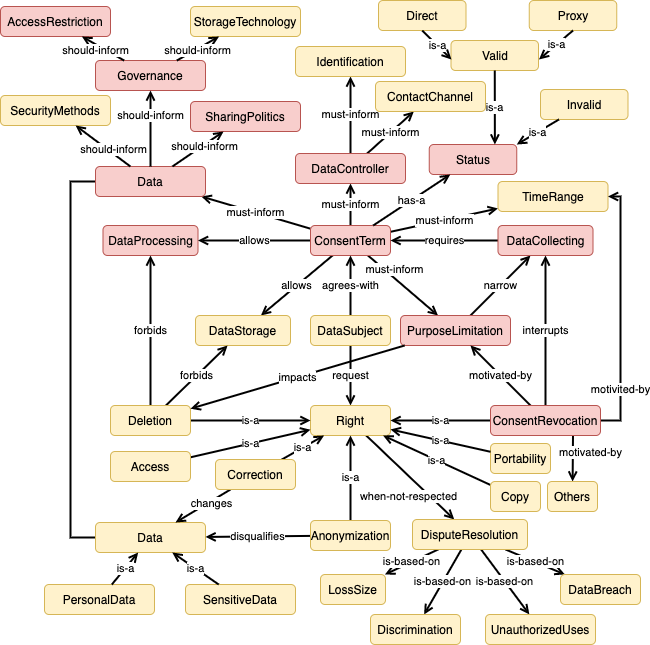 Direct
Proxy
AccessRestriction
StorageTechnology
is-a
is-a
should-inform
should-inform
Valid
Identification
Governance
ContactChannel
is-a
Invalid
SecurityMethods
should-inform
SharingPolitics
must-inform
must-inform
is-a
should-inform
should-inform
Status
DataController
Data
has-a
TimeRange
must-inform
must-inform
must-inform
DataProcessing
allows
ConsentTerm
requires
DataCollecting
must-inform
allows
agrees-with
narrow
forbids
DataStorage
DataSubject
PurposeLimitation
interrupts
forbids
impacts
request
motivated-by
motivited-by
Deletion
is-a
Right
is-a
ConsentRevocation
is-a
is-a
is-a
motivated-by
Access
Portability
is-a
Correction
is-a
when-not-respected
Copy
Others
changes
Data
disqualifies
Anonymization
DisputeResolution
is-a
is-a
is-based-on
is-based-on
is-based-on
is-based-on
LossSize
DataBreach
PersonalData
SensitiveData
Discrimination
UnauthorizedUses